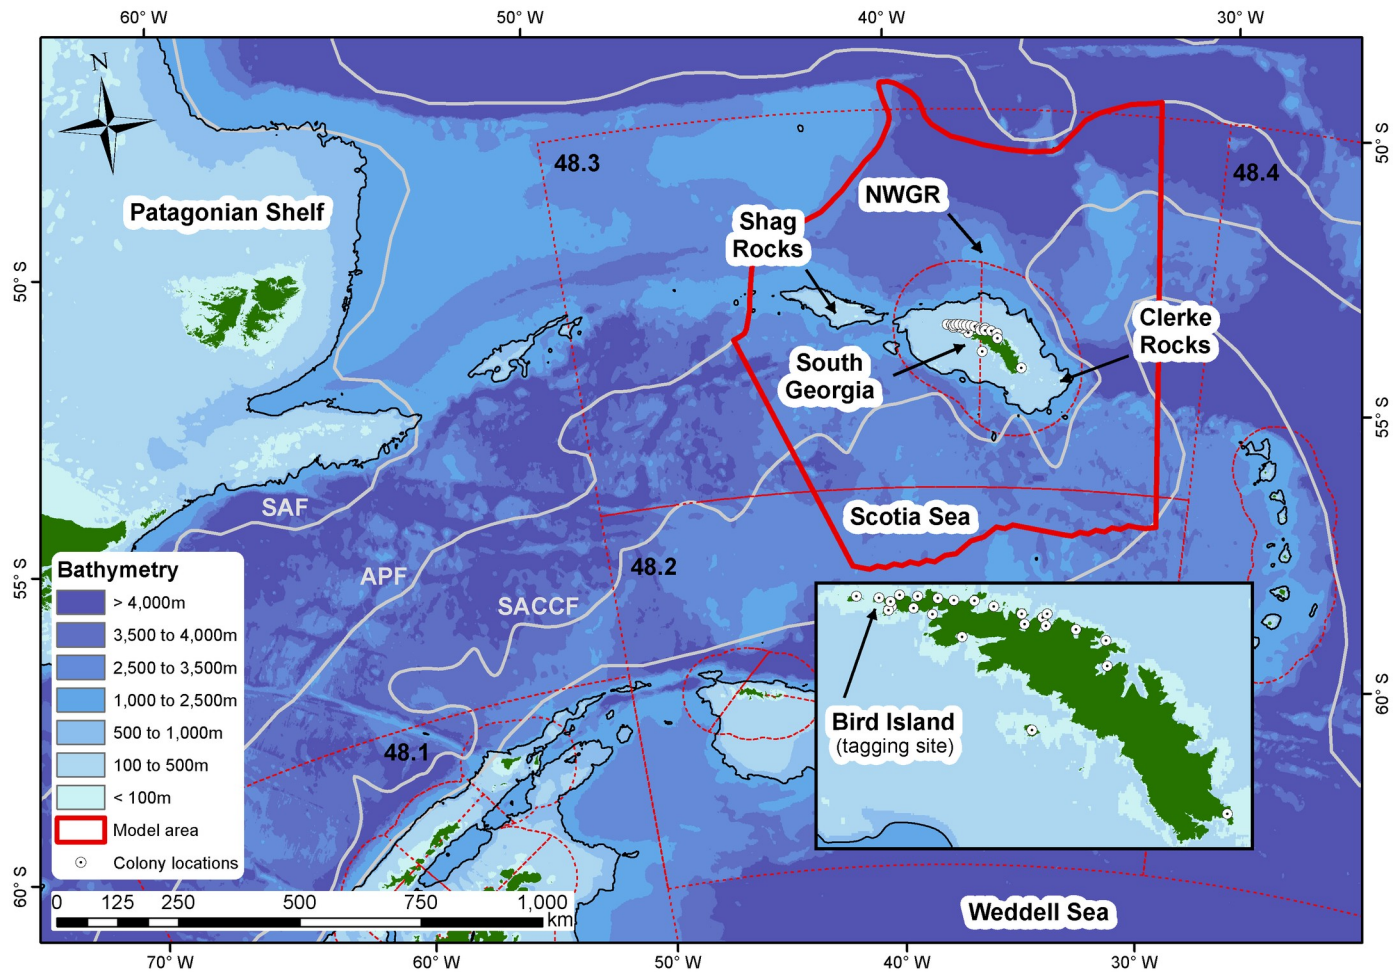 60° W
50° W
40° W
30° W
N
50° S
48.3
48.4
Patagonian Shelf
NWGR
Shag
Rocks
50° S
Clerke
Rocks
South
Georgia
55° S
SAF
Scotia Sea
APF
48.2
SACCF
55° S
Bathymetry
> 4,000m
3,500 to 4,000m
2,500 to 3,500m
1,000 to 2,500m
500 to 1,000m
100 to 500m
< 100m
Model area
Colony locations
48.1
60° S
Bird Island
(tagging site)
60° S
0 125 250 500 750 1,000
km
Weddell Sea
70° W
60° W
50° W
40° W
30° W